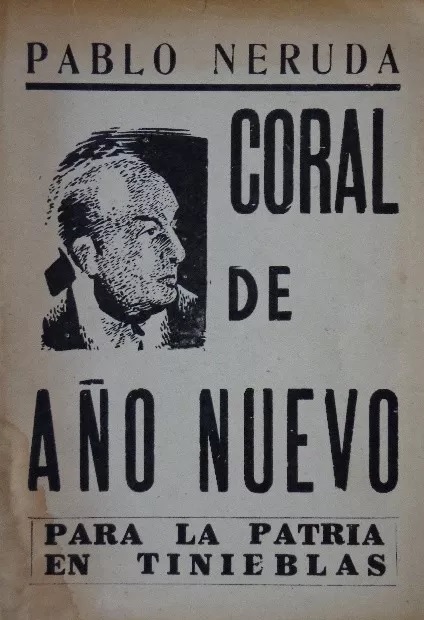 PABLO NERUDA
CORAL
DE
AÑO NUEVO
PARA LA PATRIA
EN TINIEBLAS